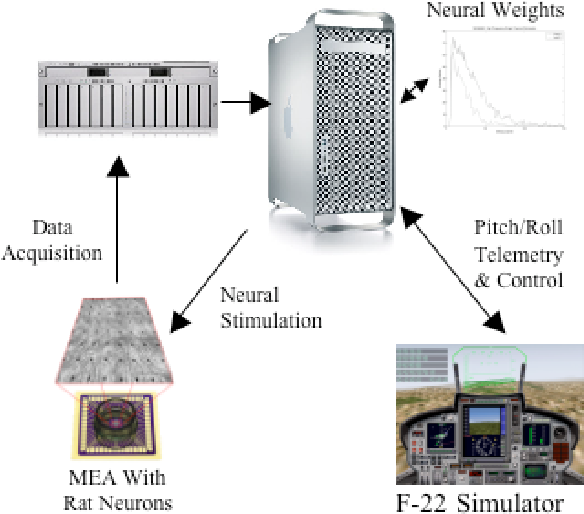 Neural Weights
Data
Acquisition
Pitch/Roll
Telemetry
& Control
Neural
Stimulation
MEA With
Rat Neurons
F-22 Simulator